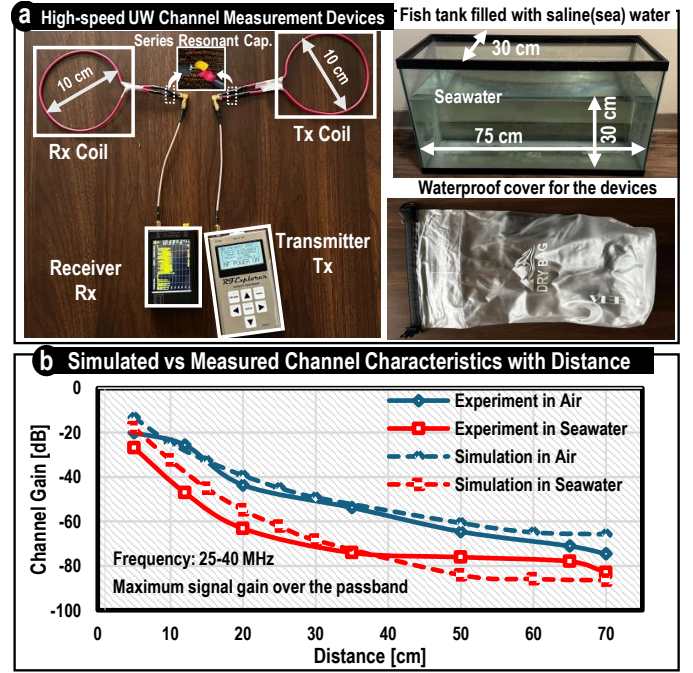 a High-speed UW Channel Measurement Devices
Series Resonant Cap.
10 cm
10 cm
Rx Coil
Tx Coil
Receiver
Rx
Transmitter
Tx
RF Explorer
Fish tank filled with saline(sea) water
30 cm
Seawater
75 cm
30 cm
Waterproof cover for the devices
DRY BAG
b Simulated vs Measured Channel Characteristics with Distance
Channel Gain [dB]
0
-20
-40
-60
-80
-100
Experiment in Air
Experiment in Seawater
Simulation in Air
Simulation in Seawater
Frequency: 25-40 MHz
Maximum signal gain over the passband
0 10 20 30 40 50 60 70
Distance [cm]